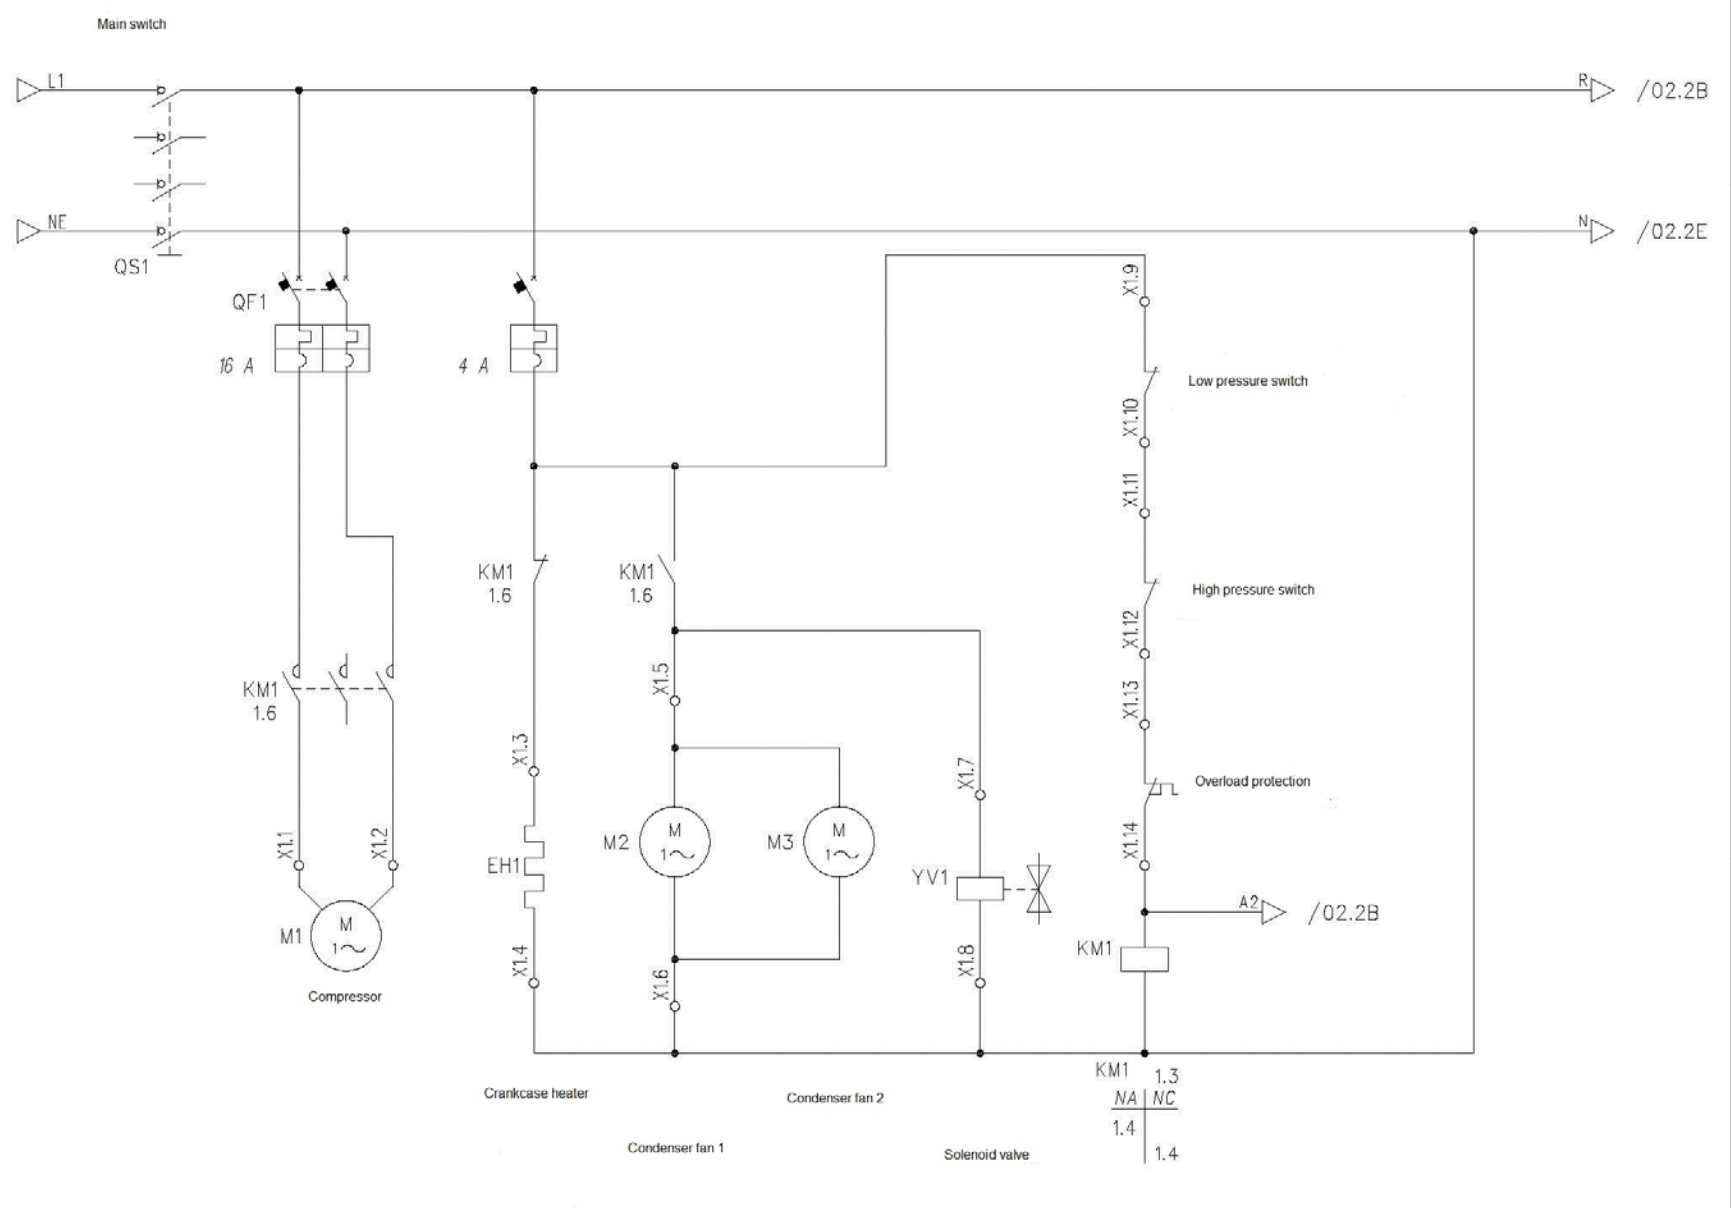 Main switch
L1
R
/02.2B
NE
N
/02.2E
QS1
X1.9
QF1
16 A
4 A
Low pressure switch
X1.10
X1.11
KM1
1.6
KM1
1.6
High pressure switch
X1.12
KM1
1.6
X1.5
X1.13
X1.3
X1.7
Overload protection
X1.1
X1.2
M2
M
1~
M3
M
1~
X1.14
EH1
YV1
A2
/02.2B
M1
M
1~
X1.4
X1.6
X1.8
KM1
Compressor
KM1
1.3
Crankcase heater
Condenser fan 2
NA
NC
1.4
Condenser fan 1
Solenoid valve
1.4